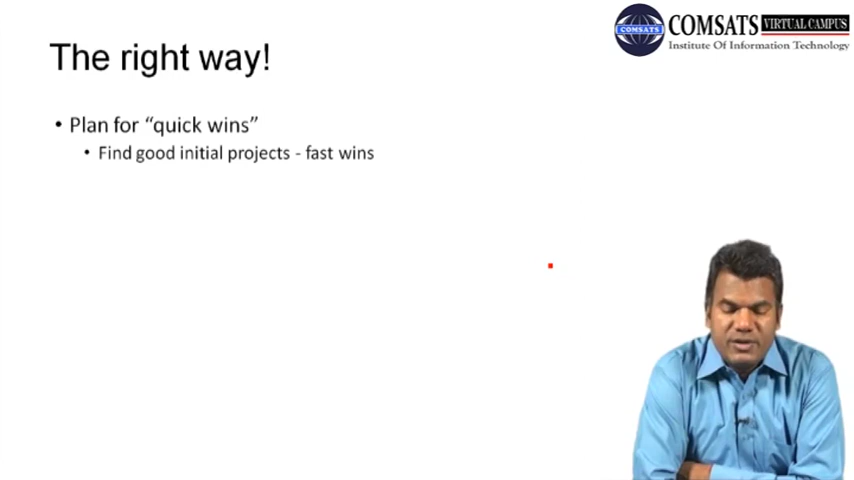 COMSATS VIRTUAL CAMPUS
Institute Of Information Technology
COMSATS
The right way!
• Plan for “quick wins”
• Find good initial projects - fast wins